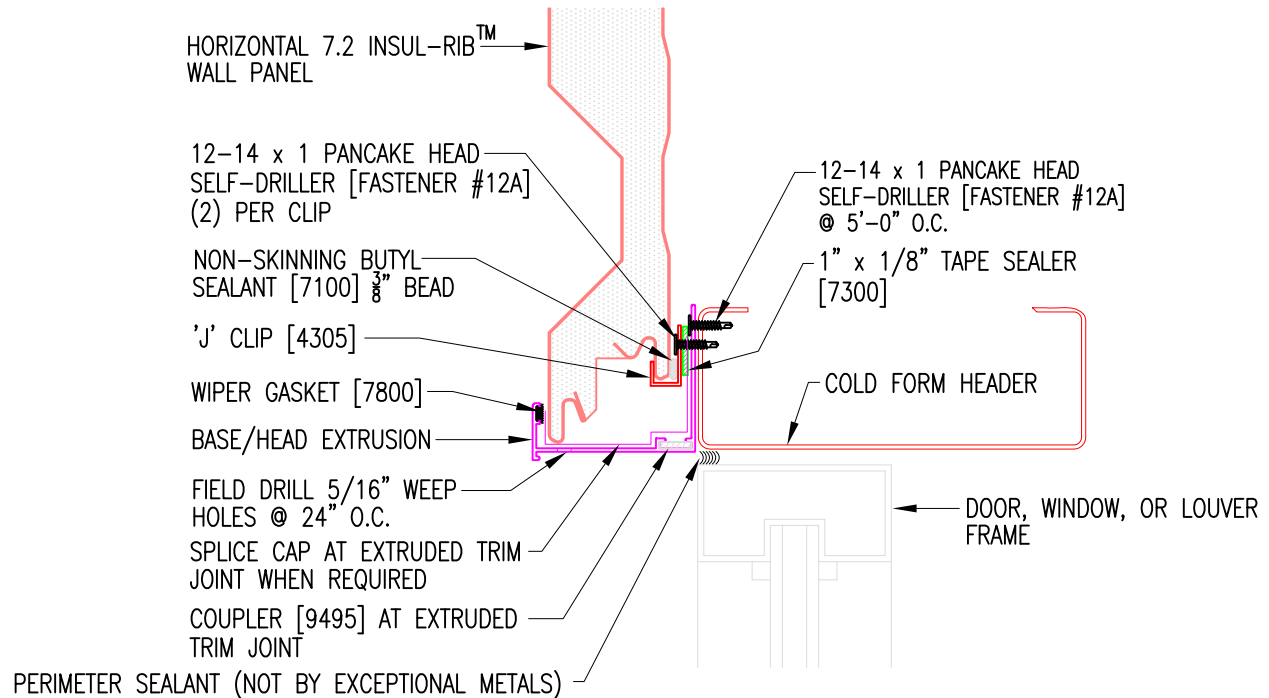 HORIZONTAL 7.2 INSUL-RIB™
WALL PANEL
12-14 x 1 PANCAKE HEAD
SELF-DRILLER [FASTENER #12A]
(2) PER CLIP
NON-SKINNING BUTYL
SEALANT [7100] 3/8" BEAD
'J' CLIP [4305]
WIPER GASKET [7800]
BASE/HEAD EXTRUSION
FIELD DRILL 5/16" WEEP
HOLES @ 24" O.C.
SPLICE CAP AT EXTRUDED TRIM
JOINT WHEN REQUIRED
COUPLER [9495] AT EXTRUDED
TRIM JOINT
PERIMETER SEALANT (NOT BY EXCEPTIONAL METALS)
12-14 x 1 PANCAKE HEAD
SELF-DRILLER [FASTENER #12A]
@ 5'-0" O.C.
1" x 1/8" TAPE SEALER
[7300]
COLD FORM HEADER
DOOR, WINDOW, OR LOUVER
FRAME